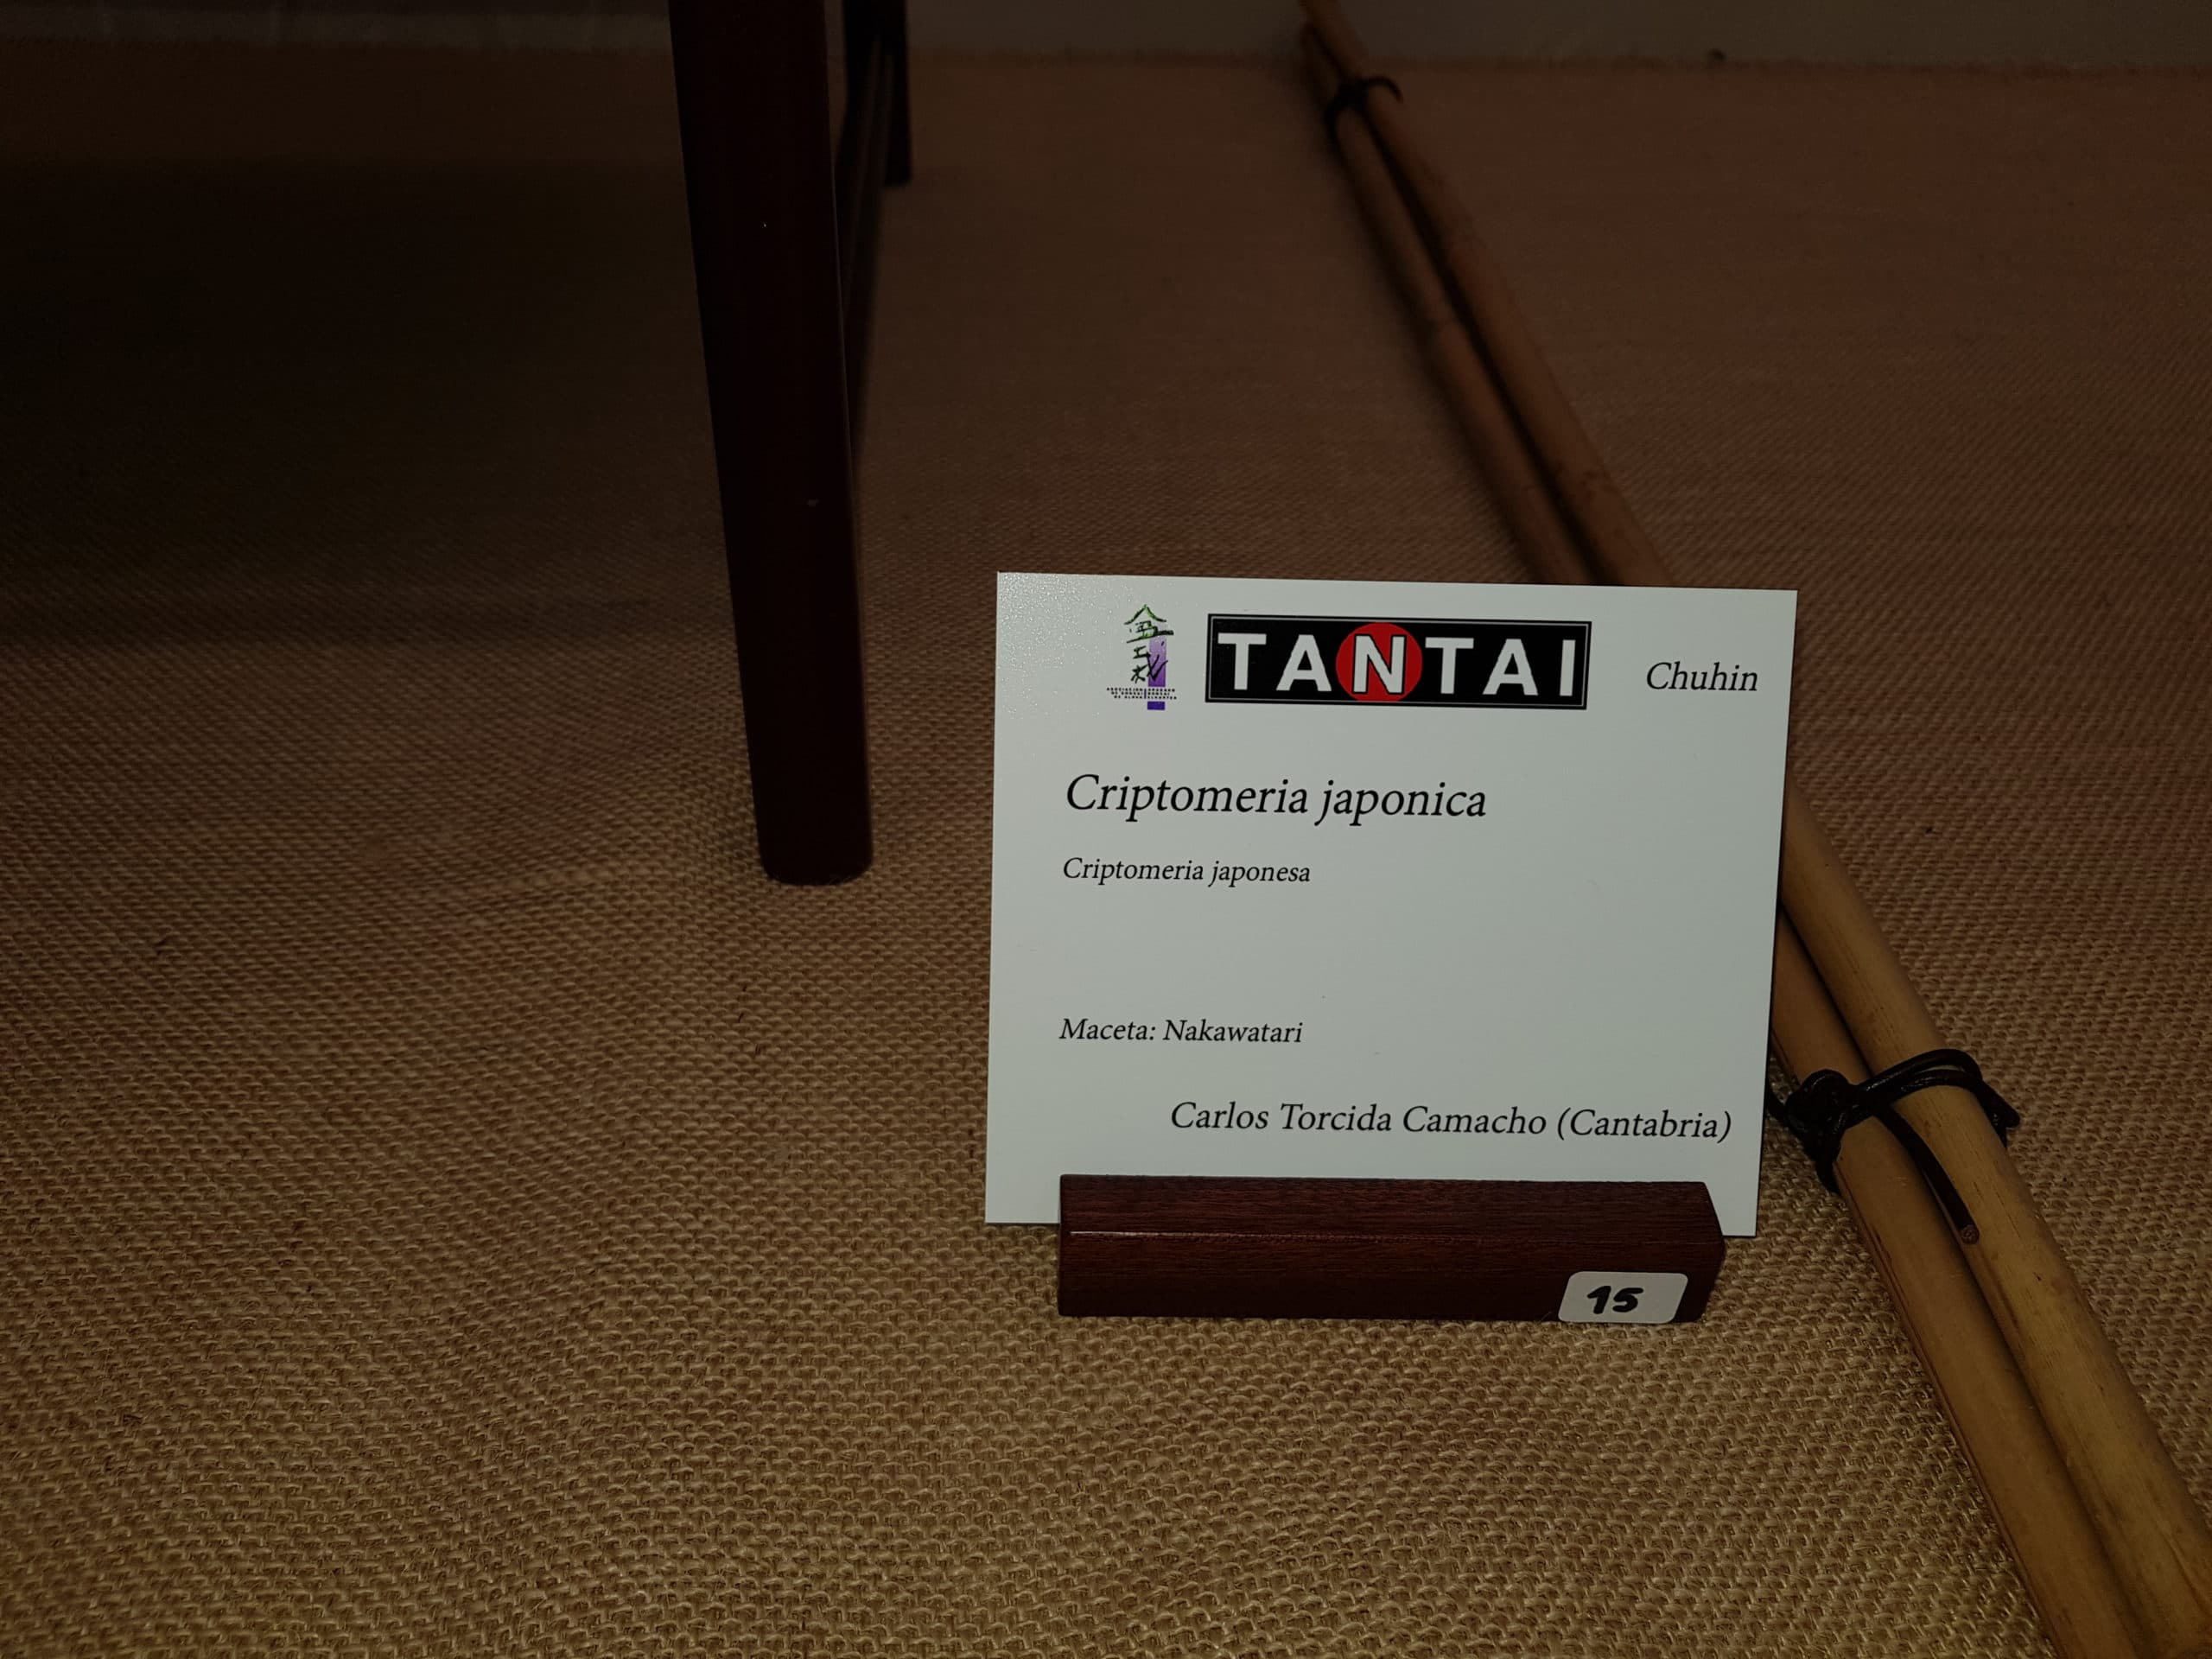 TANTAI
Chuhin
Criptomeria japonica
Criptomeria japonesa
Maceta: Nakawatari
Carlos Torcida Camacho (Cantabria)
15